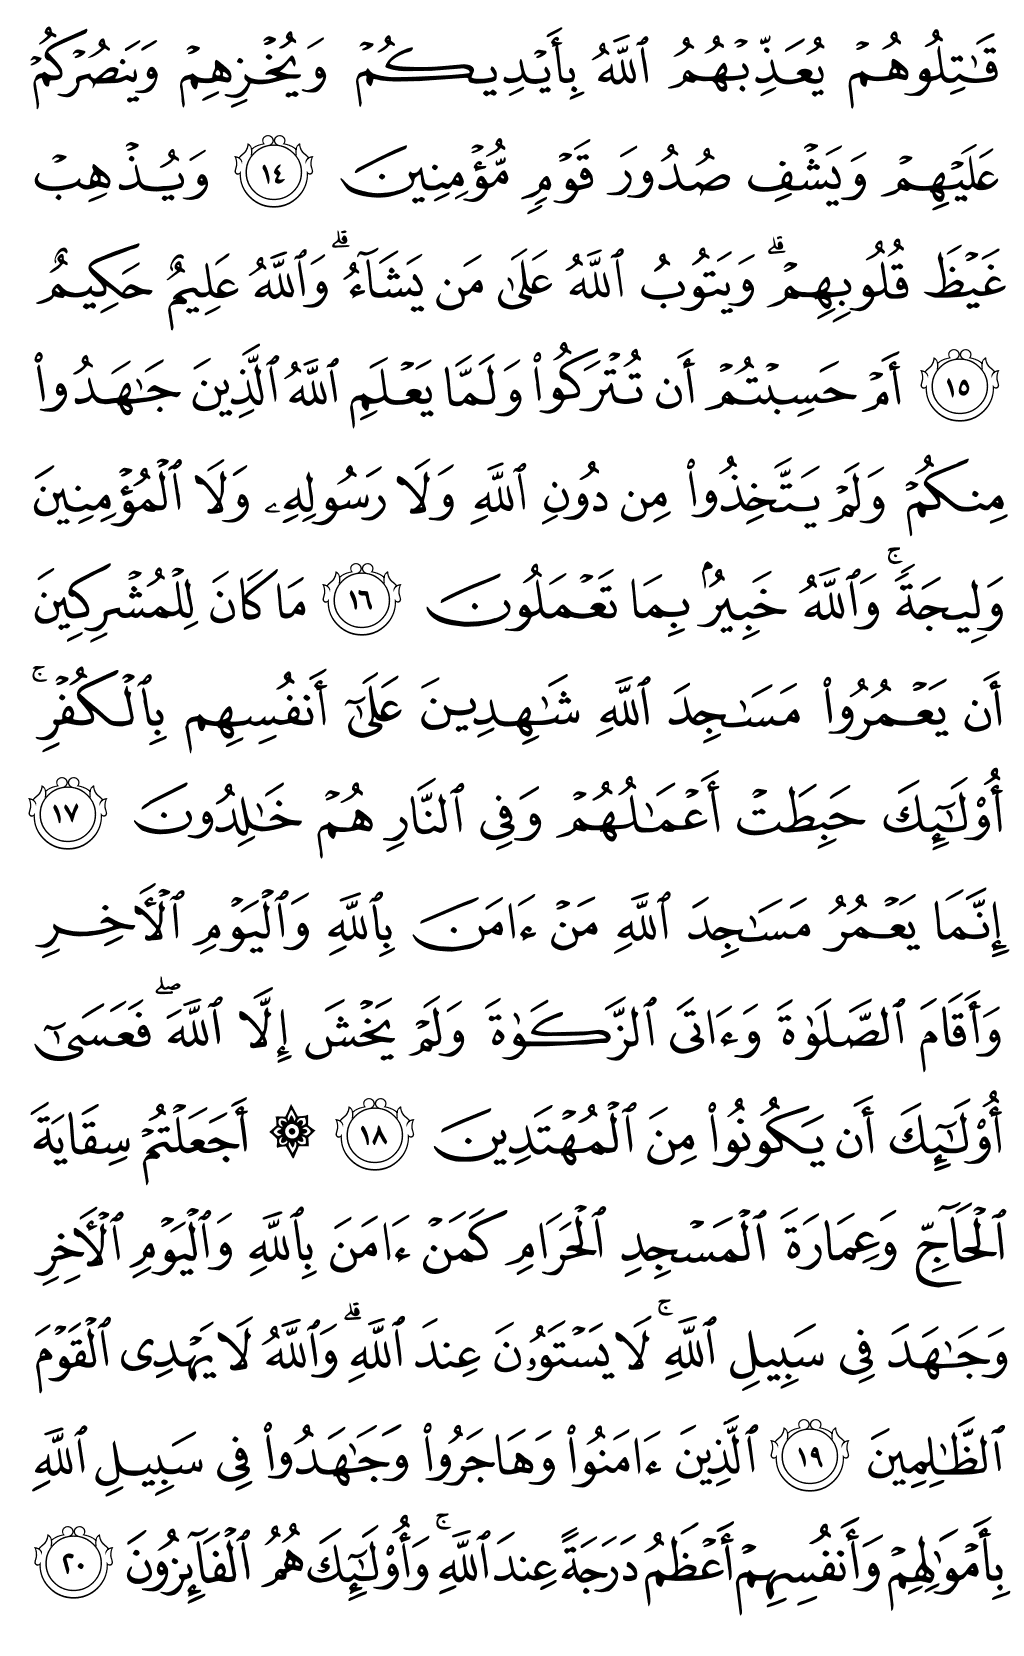 قَٰتِلُوهُمْ يُعَذِّبْهُمُ ٱللَّهُ بِأَيْدِيكُمْ وَيُخْزِهِمْ وَيَنصُرْكُمْ
عَلَيْهِمْ وَيَشْفِ صُدُورَ قَوْمٍ مُّؤْمِنِينَ ١٤ وَيُذْهِبْ
غَيْظَ قُلُوبِهِمْ ۗ وَيَتُوبُ ٱللَّهُ عَلَىٰ مَن يَشَآءُ ۗ وَٱللَّهُ عَلِيمٌ حَكِيمٌ
١٥ أَمْ حَسِبْتُمْ أَن تُتْرَكُوا۟ وَلَمَّا يَعْلَمِ ٱللَّهُ ٱلَّذِينَ جَٰهَدُوا۟
مِنكُمْ وَلَمْ يَتَّخِذُوا۟ مِن دُونِ ٱللَّهِ وَلَا رَسُولِهِۦ وَلَا ٱلْمُؤْمِنِينَ
وَلِيجَةً ۚ وَٱللَّهُ خَبِيرٌۢ بِمَا تَعْمَلُونَ ١٦ مَا كَانَ لِلْمُشْرِكِينَ
أَن يَعْمُرُوا۟ مَسَٰجِدَ ٱللَّهِ شَٰهِدِينَ عَلَىٰٓ أَنفُسِهِم بِٱلْكُفْرِ ۚ
أُو۟لَٰٓئِكَ حَبِطَتْ أَعْمَٰلُهُمْ وَفِى ٱلنَّارِ هُمْ خَٰلِدُونَ ١٧
إِنَّمَا يَعْمُرُ مَسَٰجِدَ ٱللَّهِ مَنْ ءَامَنَ بِٱللَّهِ وَٱلْيَوْمِ ٱلْءَاخِرِ
وَأَقَامَ ٱلصَّلَوٰةَ وَءَاتَى ٱلزَّكَوٰةَ وَلَمْ يَخْشَ إِلَّا ٱللَّهَ ۖ فَعَسَىٰٓ
أُو۟لَٰٓئِكَ أَن يَكُونُوا۟ مِنَ ٱلْمُهْتَدِينَ ١٨ ۞ أَجَعَلْتُمْ سِقَايَةَ
ٱلْحَآجِّ وَعِمَارَةَ ٱلْمَسْجِدِ ٱلْحَرَامِ كَمَنْ ءَامَنَ بِٱللَّهِ وَٱلْيَوْمِ ٱلْءَاخِرِ
وَجَٰهَدَ فِى سَبِيلِ ٱللَّهِ ۚ لَا يَسْتَوُۥنَ عِندَ ٱللَّهِ ۗ وَٱللَّهُ لَا يَهْدِى ٱلْقَوْمَ
ٱلظَّٰلِمِينَ ١٩ ٱلَّذِينَ ءَامَنُوا۟ وَهَاجَرُوا۟ وَجَٰهَدُوا۟ فِى سَبِيلِ ٱللَّهِ
بِأَمْوَٰلِهِمْ وَأَنفُسِهِمْ أَعْظَمُ دَرَجَةً عِندَ ٱللَّهِ ۚ وَأُو۟لَٰٓئِكَ هُمُ ٱلْفَآئِزُونَ ٢٠